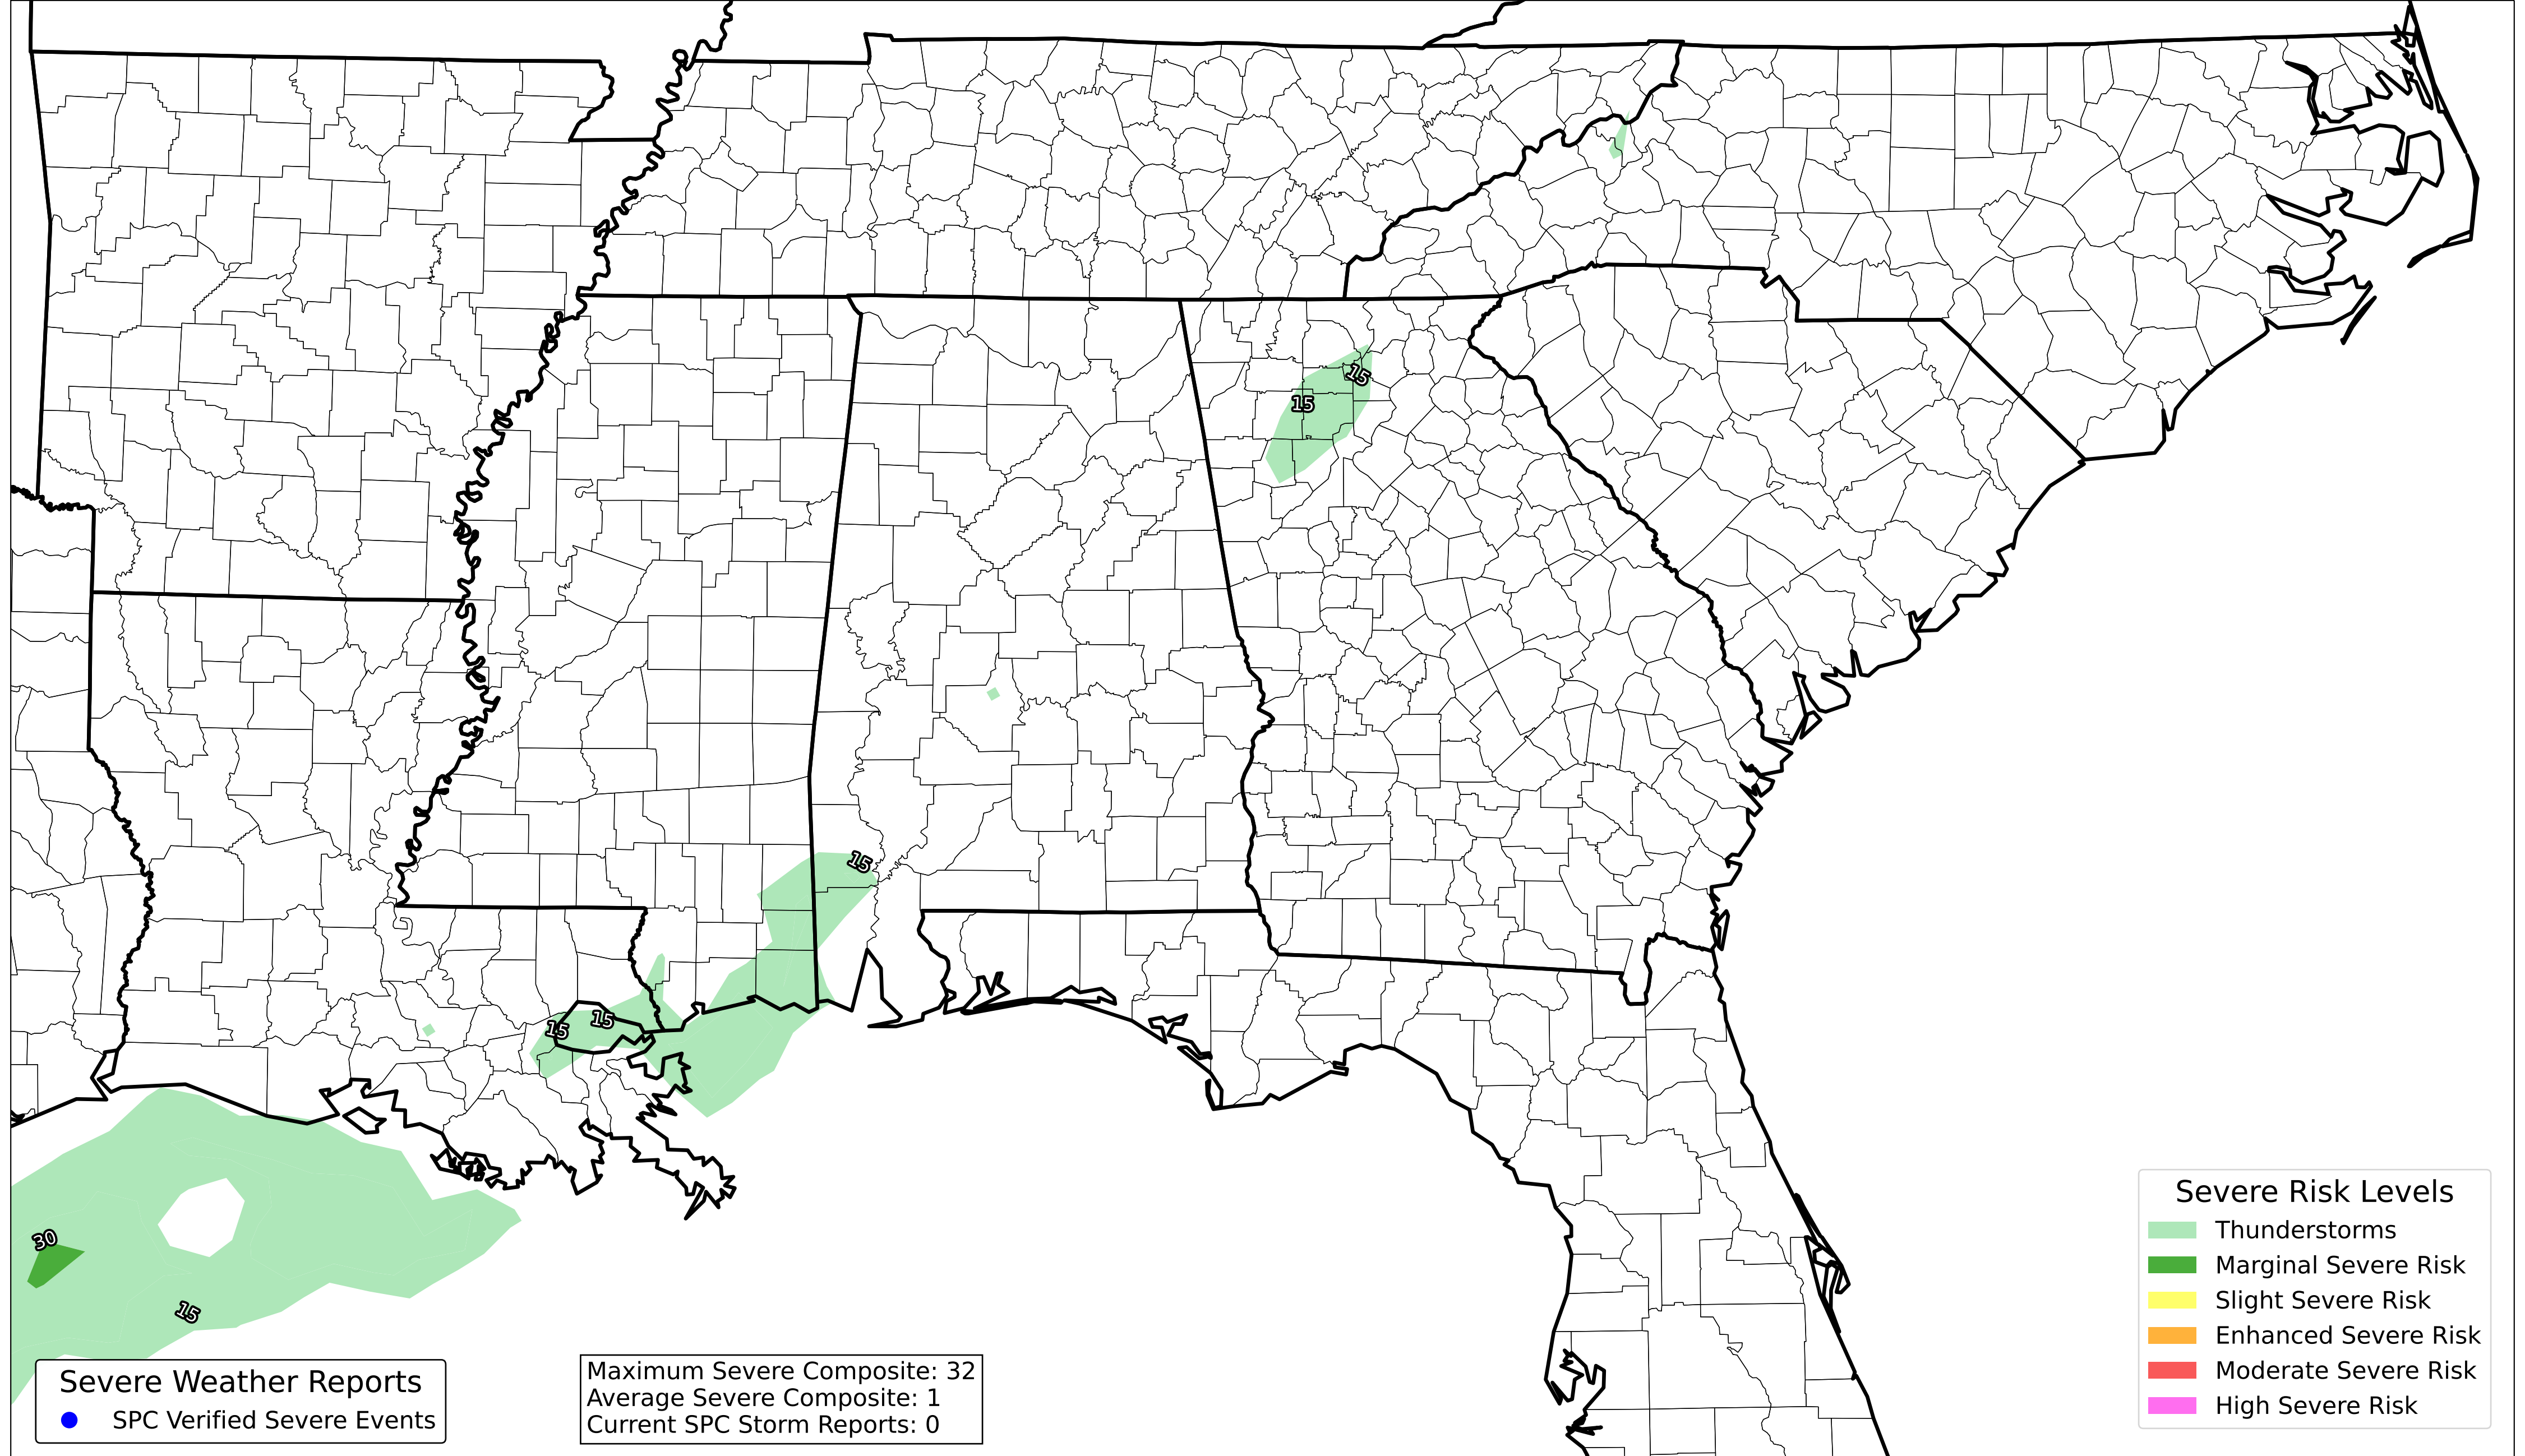 15
15
15
15
15
30
15
Severe Risk Levels
Thunderstorms
Marginal Severe Risk
Slight Severe Risk
Enhanced Severe Risk
Moderate Severe Risk
High Severe Risk
Severe Weather Reports
SPC Verified Severe Events
Maximum Severe Composite: 32
Average Severe Composite: 1
Current SPC Storm Reports: 0